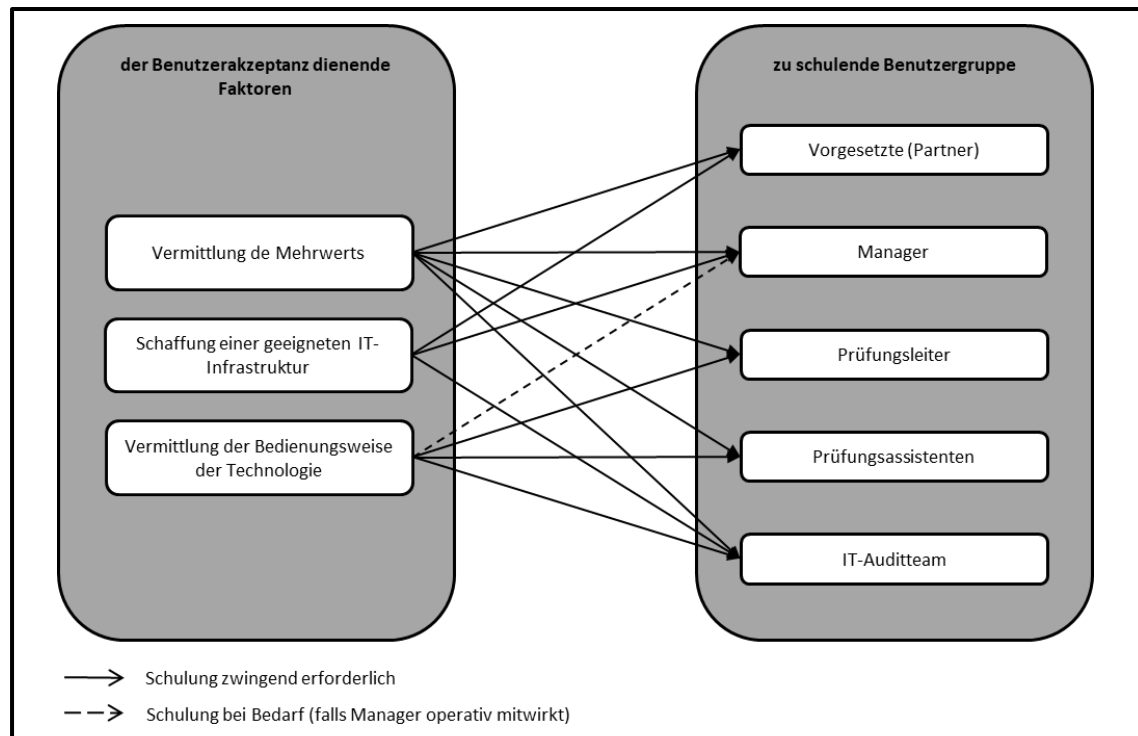 der Benutzerakzeptanz dienende
Faktoren
Vermittlung de Mehrwerts
Schaffung einer geeigneten IT-
Infrastruktur
Vermittlung der Bedienungsweise
der Technologie
zu schulende Benutzergruppe
Vorgesetzte (Partner)
Manager
Prüfungsleiter
Prüfungsassistenten
IT-Auditteam
Schulung zwingend erforderlich
Schulung bei Bedarf (falls Manager operativ mitwirkt)